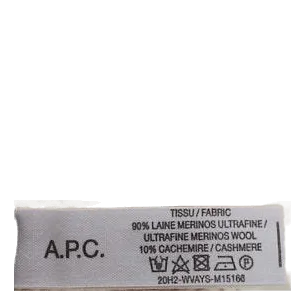 A.P.C.
TISSU / FABRIC
90% LAINE MERINOS ULTRAFINE /
ULTRAFINE MERINOS WOOL
10% CACHEMIRE / CASHMERE
20H2-WVAYS-M15166